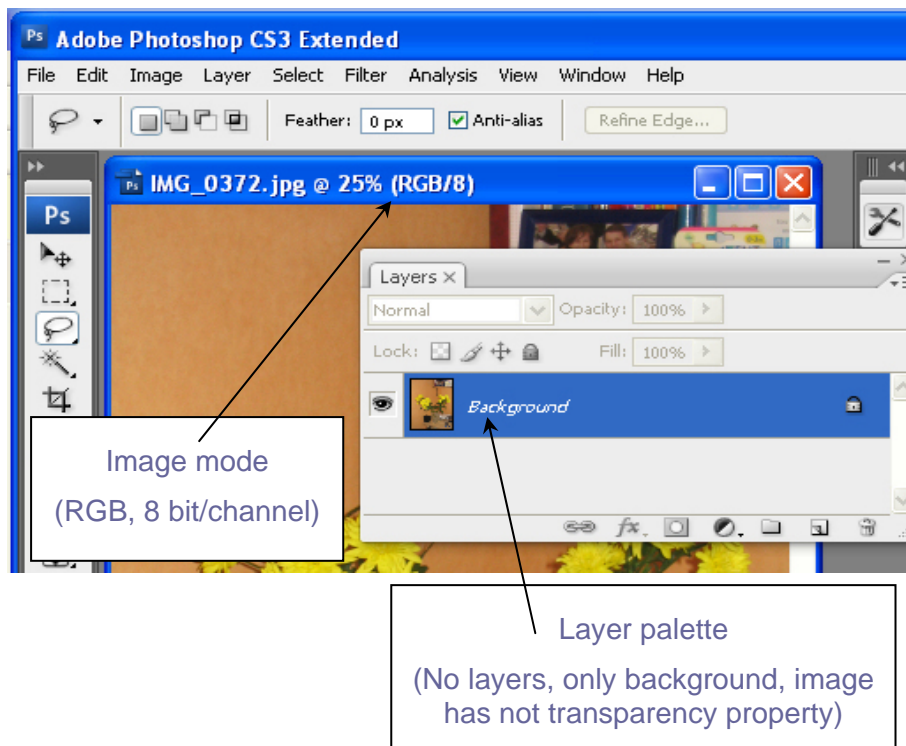 Ps Adobe Photoshop CS3 Extended
File Edit Image Layer Select Filter Analysis View Window Help
Feather: 0 px Anti-alias Refine Edge...
IMG_0372.jpg @ 25% (RGB/8)
Ps
Layers ×
Normal Opacity: 100%
Lock: Fill: 100%
Background
Image mode
(RGB, 8 bit/channel)
Layer palette
(No layers, only background, image
has not transparency property)